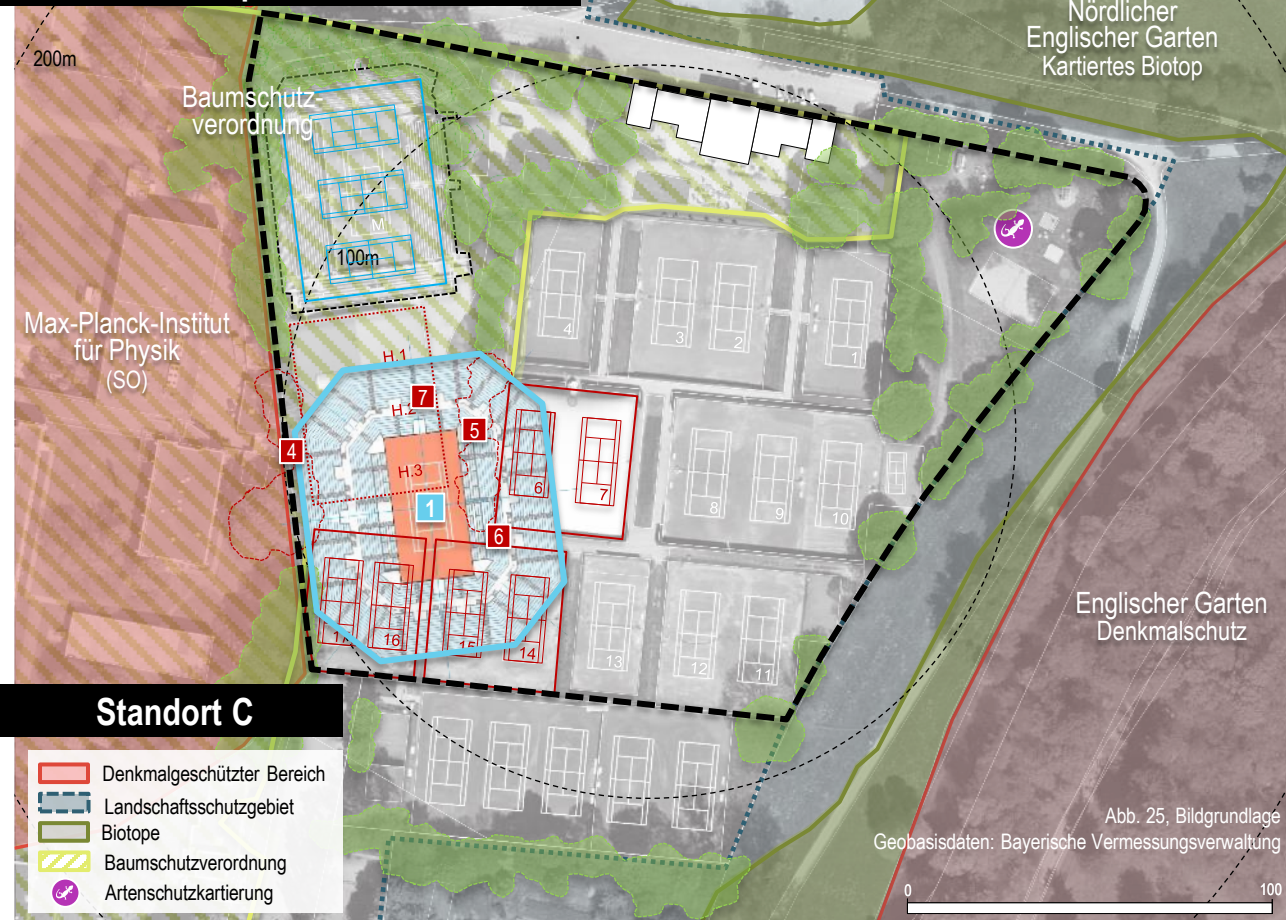 200m
Nördlicher
Englischer Garten
Kartiertes Biotop
Baumschutz-
verordnung
M
100m
Max-Planck-Institut
für Physik
(SO)
H.1
H.2
H.3
7
5
4
1
6
4
3
2
1
6
7
8
9
10
17
16
15
14
13
12
11
Englischer Garten
Denkmalschutz
Standort C
Denkmalgeschützter Bereich
Landschaftsschutzgebiet
Biotope
Baumschutzverordnung
Artenschutzkartierung
Abb. 25, Bildgrundlage
Geobasisdaten: Bayerische Vermessungsverwaltung
0
100